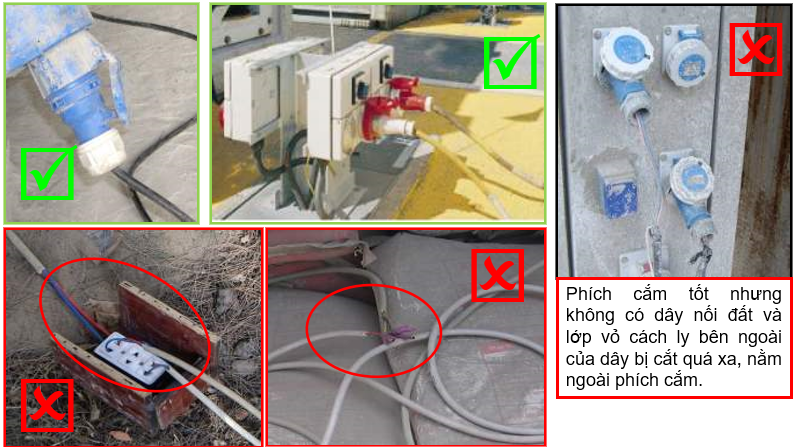 Phích cắm tốt nhưng
không có dây nối đất và
lớp vỏ cách ly bên ngoài
của dây bị cắt quá xa, nằm
ngoài phích cắm.